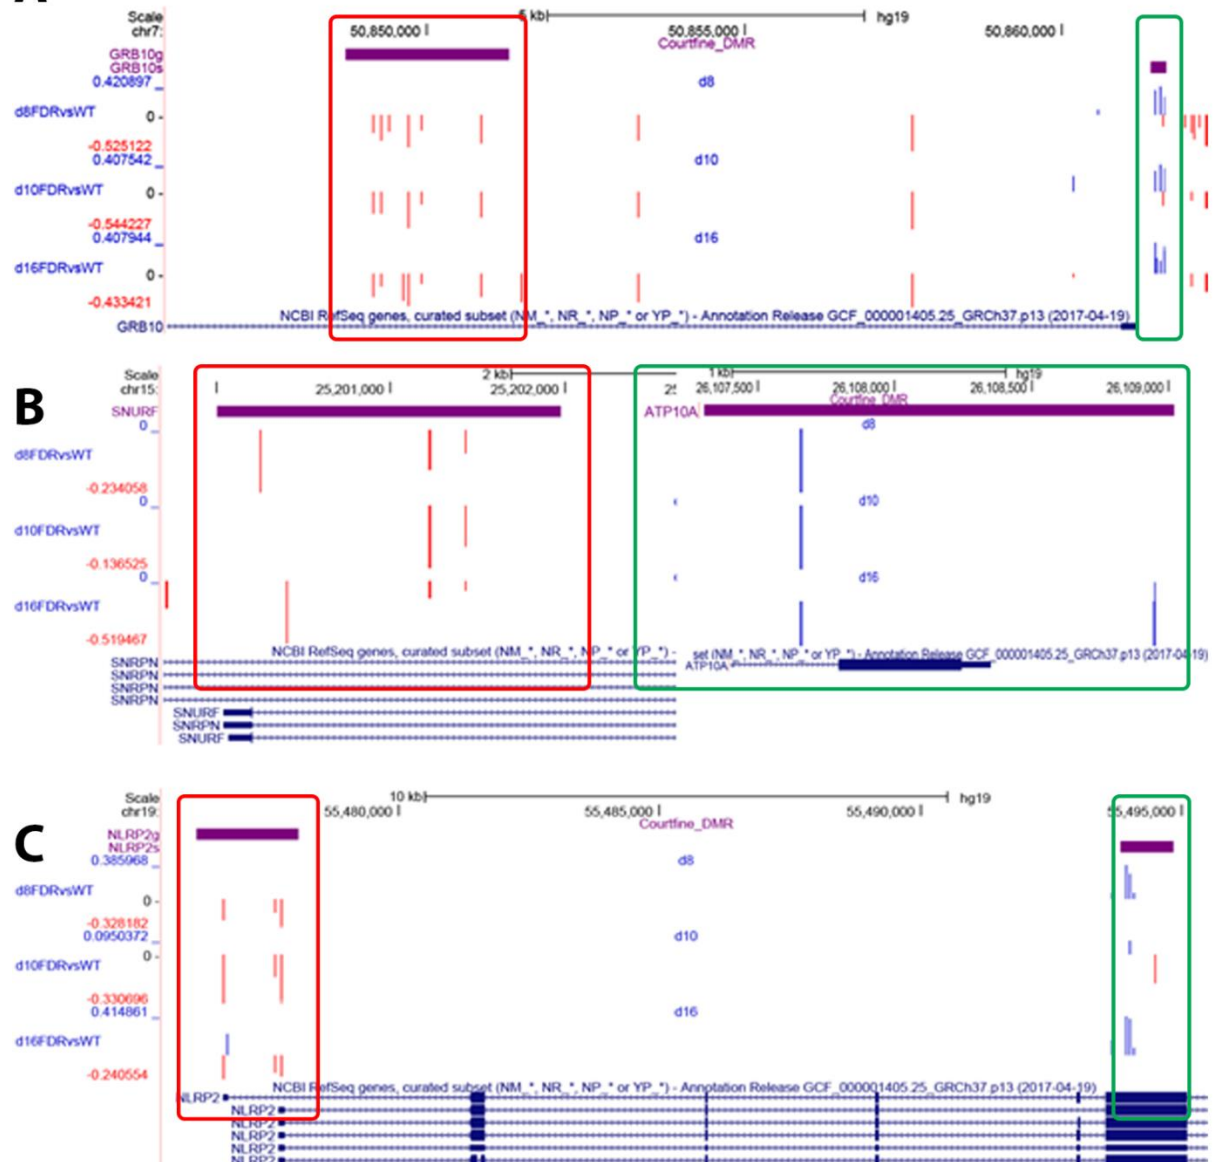 A
Scale 5 kb hg19
chr7: 50,850,000 50,855,000 50,860,000
Courtfine_DMR
GRB10g
GRB10s
0.420897 d8
d8FDRvsWT 0
-0.525122
0.407542 d10
d10FDRvsWT 0
-0.544227
0.407944 d16
d16FDRvsWT 0
-0.433421
NCBI RefSeq genes, curated subset (NM_*, NR_*, NP_* or YP_*) - Annotation Release GCF_000001405.25_GRCh37.p13 (2017-04-19)
GRB10
B
Scale 2 kb 1 kb hg19
chr15: 25,201,000 25,202,000 25 26,107,500 26,108,000 26,108,500 26,109,000
Courtfine_DMR
SNURF ATP10A
0 d8
d8FDRvsWT
-0.234058
0 d10
d10FDRvsWT
-0.136525
0 d16
d16FDRvsWT
-0.519467
NCBI RefSeq genes, curated subset (NM_*, NR_*, NP_* or YP_*) - set (NM_*, NR_*, NP_* or YP_*) - Annotation Release GCF_000001405.25_GRCh37.p13 (2017-04-19)
SNRPN ATP10A
SNRPN
SNRPN
SNRPN
SNURF
SNRPN
SNURF
C
Scale 10 kb hg19
chr19: 55,480,000 55,485,000 55,490,000 55,495,000
Courtfine_DMR
NLRP2g
NLRP2s
0.385968 d8
d8FDRvsWT 0
-0.328182
0.0950372 d10
d10FDRvsWT 0
-0.330696
0.414861 d16
d16FDRvsWT
-0.240554
NCBI RefSeq genes, curated subset (NM_*, NR_*, NP_* or YP_*) - Annotation Release GCF_000001405.25_GRCh37.p13 (2017-04-19)
NLRP2
NLRP2
NLRP2
NLRP2
NLRP2
NLRP2